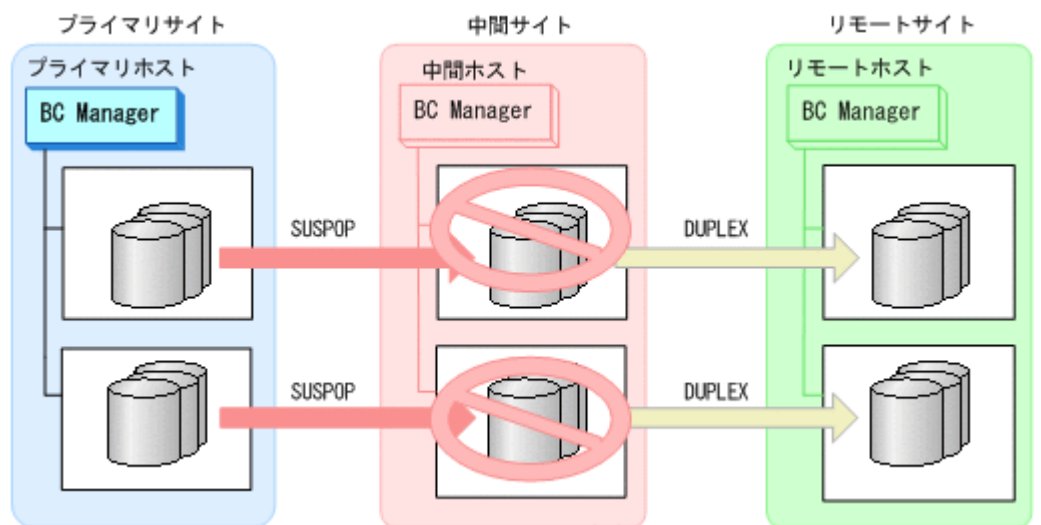 プライマリサイト
中間サイト
リモートサイト
プライマリホスト
中間ホスト
リモートホスト
BC Manager
BC Manager
BC Manager
SUSPOP
DUPLEX
SUSPOP
DUPLEX